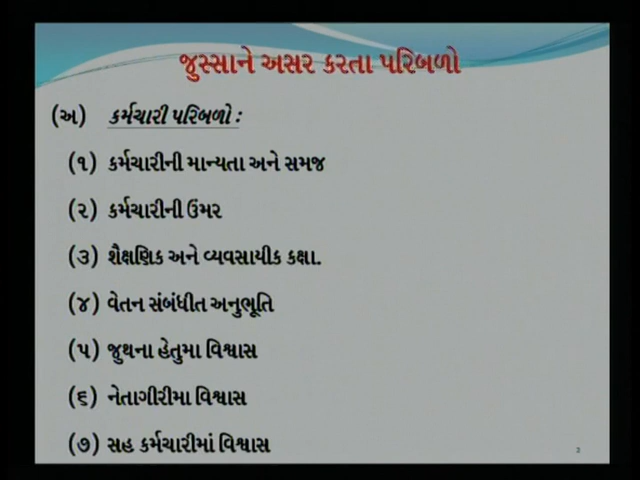 જુસ્સાને અસર કરતા પરિબળો
(અ) કર્મચારી પરિબળો :
(૧) કર્મચારીની માન્યતા અને સમજ
(૨) કર્મચારીની ઉમર
(૩) શૈક્ષણિક અને વ્યવસાયીક કક્ષા.
(૪) વેતન સંબંધીત અનુભૂતિ
(૫) જુથના હેતુમા વિશ્વાસ
(૬) નેતાગીરીમા વિશ્વાસ
(૭) સહ કર્મચારીમાં વિશ્વાસ